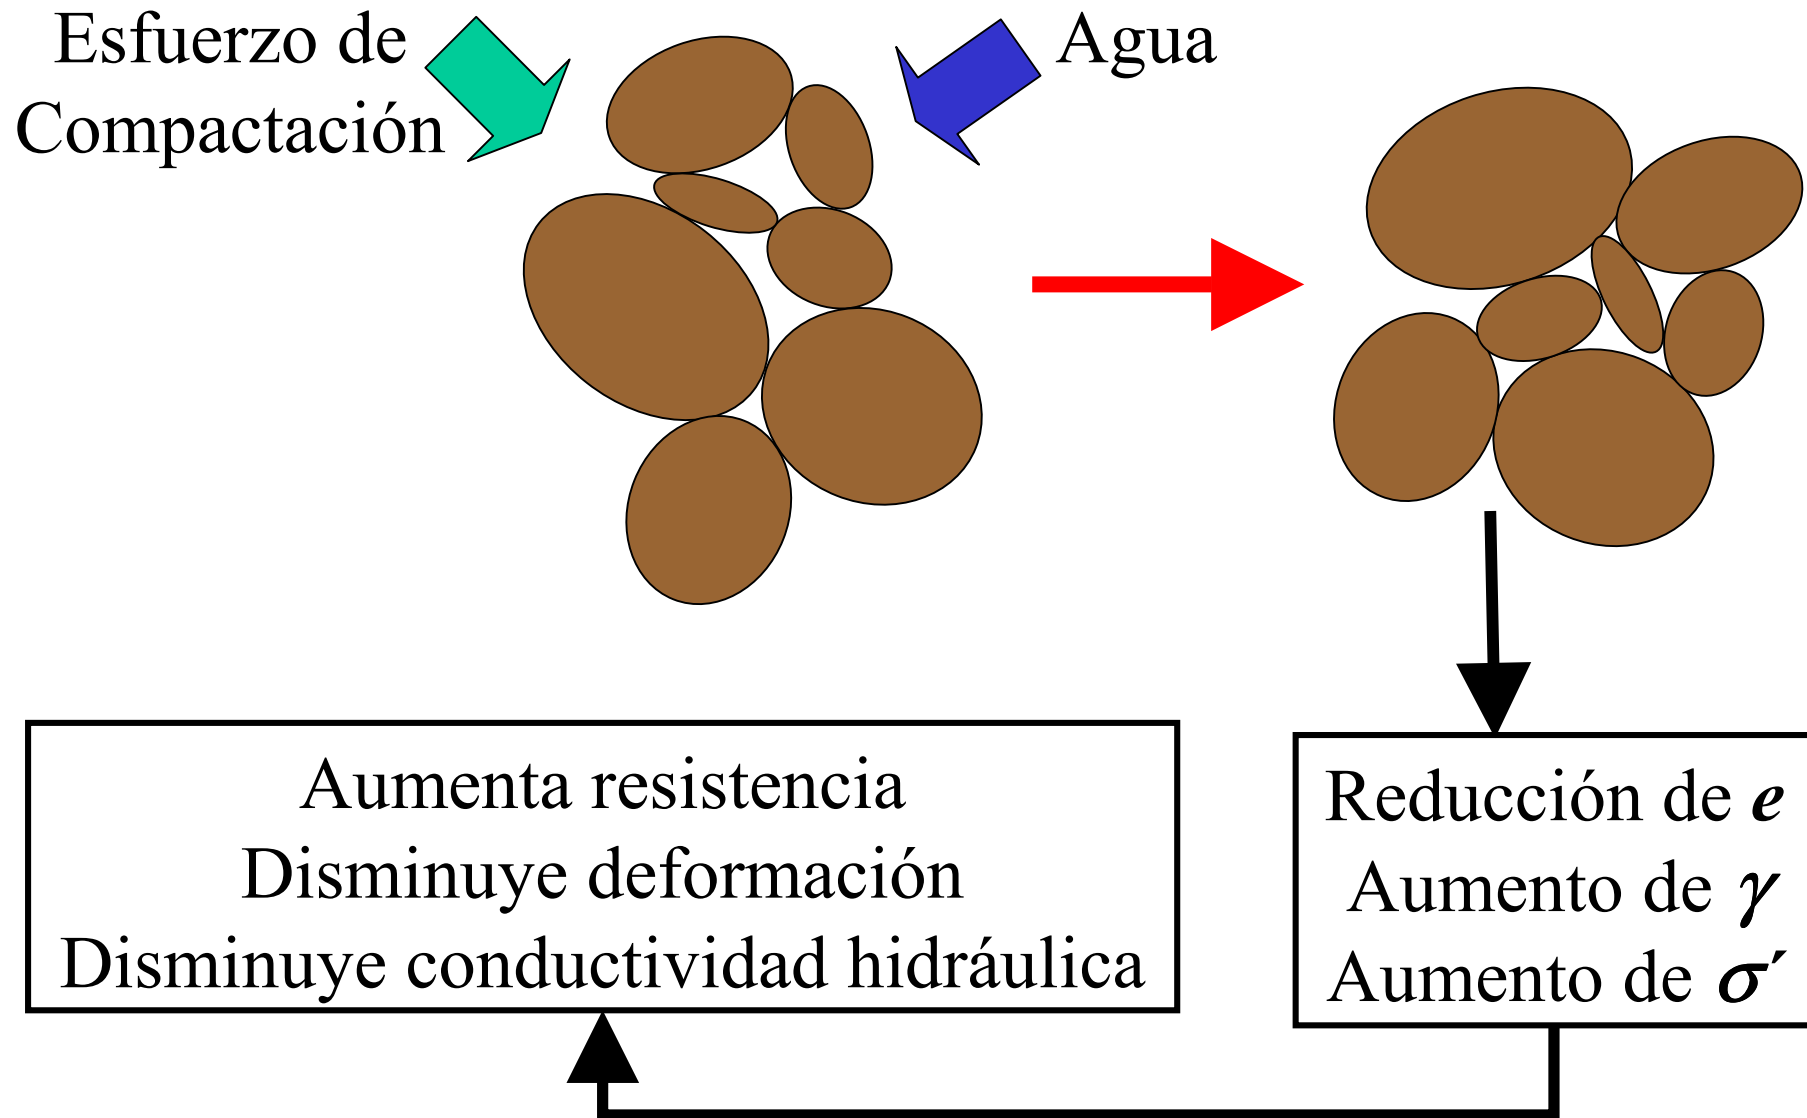 Esfuerzo de
Compactación
Agua
Aumenta resistencia
Disminuye deformación
Disminuye conductividad hidráulica
Reducción de e
Aumento de γ
Aumento de σ´